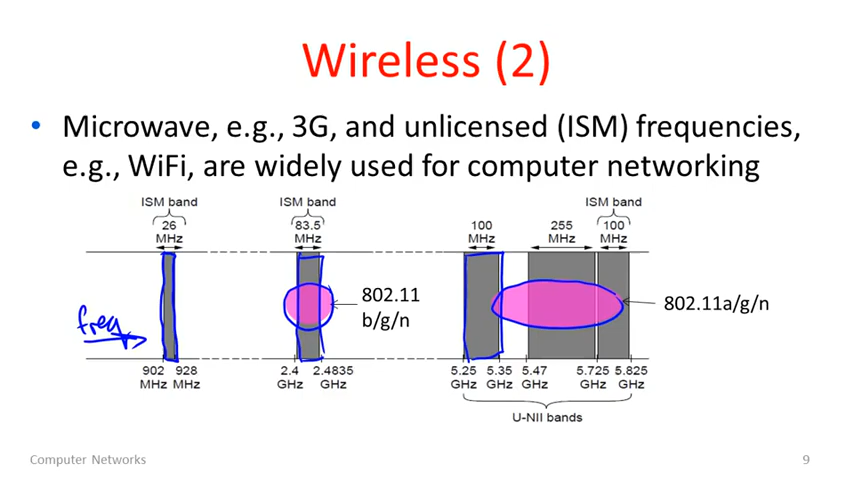 Wireless (2)
• Microwave, e.g., 3G, and unlicensed (ISM) frequencies,
e.g., WiFi, are widely used for computer networking
ISM band ISM band ISM band
26 83.5 100 255 100
MHz MHz MHz MHz MHz
802.11
b/g/n
802.11a/g/n
freq
902 928 2.4 2.4835 5.25 5.35 5.47 5.725 5.825
MHz MHz GHz GHz GHz GHz GHz GHz GHz
U-NII bands
Computer Networks 9